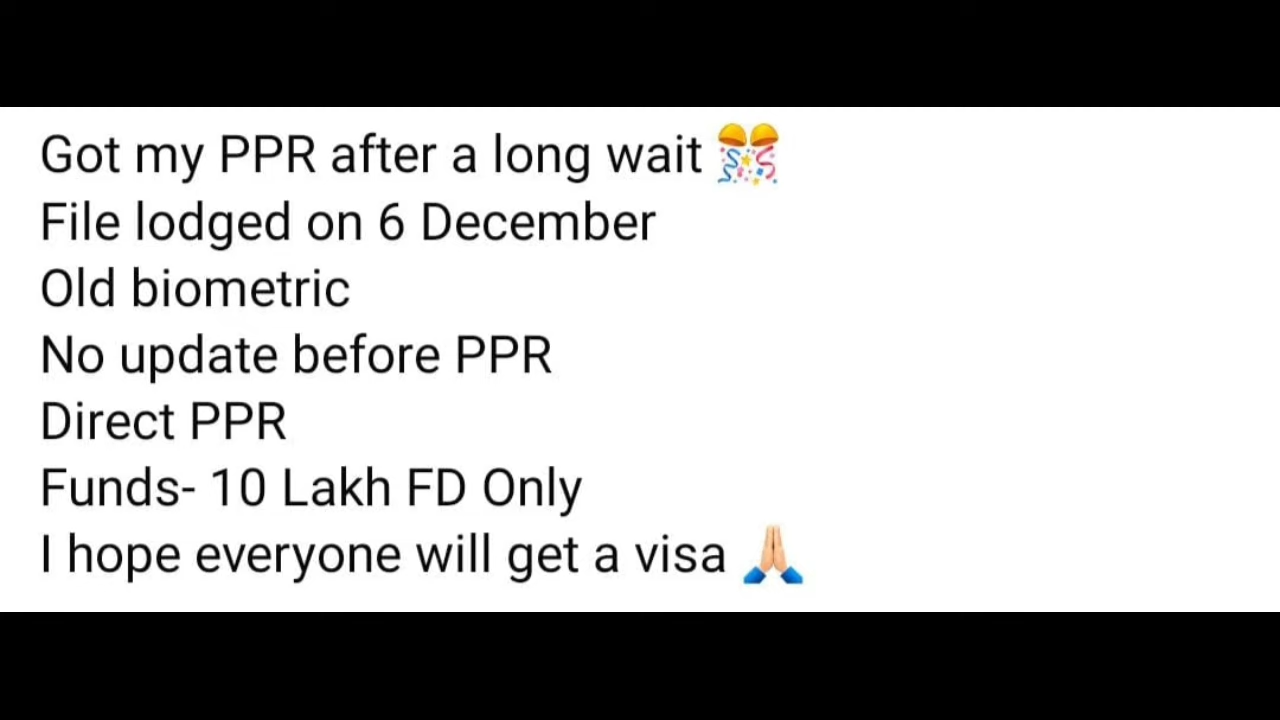 Got my PPR after a long wait 🎊
File lodged on 6 December
Old biometric
No update before PPR
Direct PPR
Funds- 10 Lakh FD Only
I hope everyone will get a visa 🙏🏻